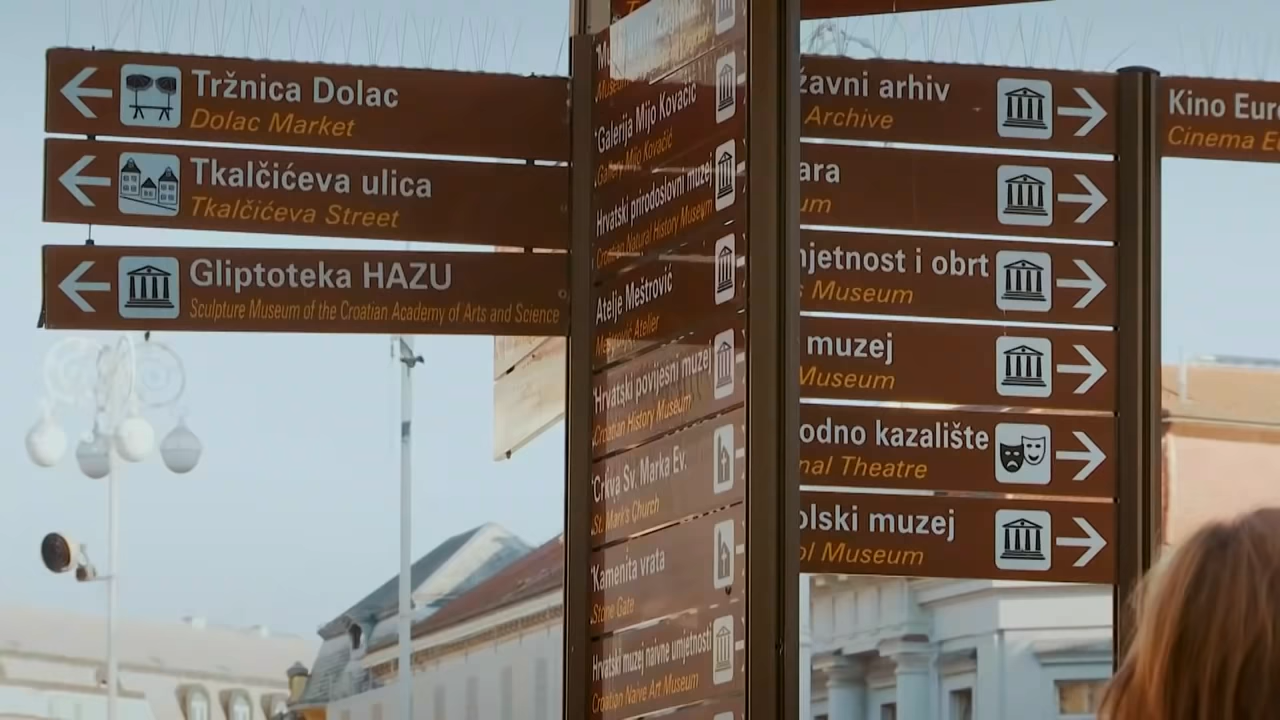 Tržnica Dolac
Dolac Market
Tkalčićeva ulica
Tkalčićeva Street
Gliptoteka HAZU
Sculpture Museum of the Croatian Academy of Arts and Science
Galerija Mijo Kovačić
Gallery Mijo Kovačić
Hrvatski prirodoslovni muzej
Croatian Natural History Museum
Atelje Meštrović
Meštrović Atelier
Hrvatski povijesni muzej
Croatian History Museum
Crkva Sv. Marka Ev.
St. Mark's Church
Kamenita vrata
Stone Gate
Hrvatski muzej naivne umjetnosti
Croatian Naive Art Museum
žavni arhiv
Archive
ara
um
mjetnost i obrt
s Museum
muzej
Museum
odno kazalište
nal Theatre
olski muzej
ol Museum
Kino Eur
Cinema E